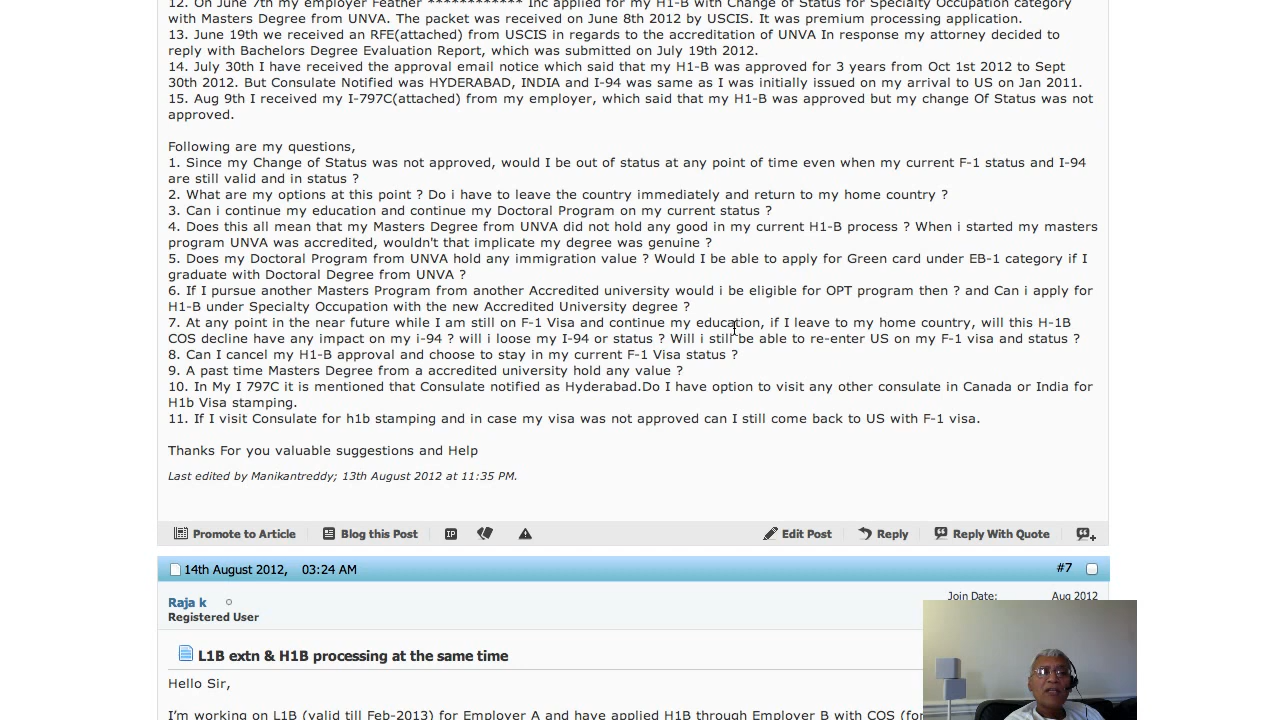 12. On June 7th my employer Feather ************ Inc applied for my H1-B with Change of Status for Specialty Occupation category
with Masters Degree from UNVA. The packet was received on June 8th 2012 by USCIS. It was premium processing application.
13. June 19th we received an RFE(attached) from USCIS in regards to the accreditation of UNVA In response my attorney decided to
reply with Bachelors Degree Evaluation Report, which was submitted on July 19th 2012.
14. July 30th I have received the approval email notice which said that my H1-B was approved for 3 years from Oct 1st 2012 to Sept
30th 2012. But Consulate Notified was HYDERABAD, INDIA and I-94 was same as I was initially issued on my arrival to US on Jan 2011.
15. Aug 9th I received my I-797C(attached) from my employer, which said that my H1-B was approved but my change Of Status was not
approved.
Following are my questions,
1. Since my Change of Status was not approved, would I be out of status at any point of time even when my current F-1 status and I-94
are still valid and in status ?
2. What are my options at this point ? Do i have to leave the country immediately and return to my home country ?
3. Can i continue my education and continue my Doctoral Program on my current status ?
4. Does this all mean that my Masters Degree from UNVA did not hold any good in my current H1-B process ? When i started my masters
program UNVA was accredited, wouldn't that implicate my degree was genuine ?
5. Does my Doctoral Program from UNVA hold any immigration value ? Would I be able to apply for Green card under EB-1 category if I
graduate with Doctoral Degree from UNVA ?
6. If I pursue another Masters Program from another Accredited university would i be eligible for OPT program then ? and Can i apply for
H1-B under Specialty Occupation with the new Accredited University degree ?
7. At any point in the near future while I am still on F-1 Visa and continue my education, if I leave to my home country, will this H-1B
COS decline have any impact on my i-94 ? will i loose my I-94 or status ? Will i still be able to re-enter US on my F-1 visa and status ?
8. Can I cancel my H1-B approval and choose to stay in my current F-1 Visa status ?
9. A past time Masters Degree from a accredited university hold any value ?
10. In My I 797C it is mentioned that Consulate notified as Hyderabad.Do I have option to visit any other consulate in Canada or India for
H1b Visa stamping.
11. If I visit Consulate for h1b stamping and in case my visa was not approved can I still come back to US with F-1 visa.
Thanks For you valuable suggestions and Help
Last edited by Manikantreddy; 13th August 2012 at 11:35 PM.
Promote to Article Blog this Post IP Edit Post Reply Reply With Quote
14th August 2012, 03:24 AM #7
Raja k Join Date: Aug 2012
Registered User
L1B extn & H1B processing at the same time
Hello Sir,
I'm working on L1B (valid till Feb-2013) for Employer A and have applied H1B through Employer B with COS (for